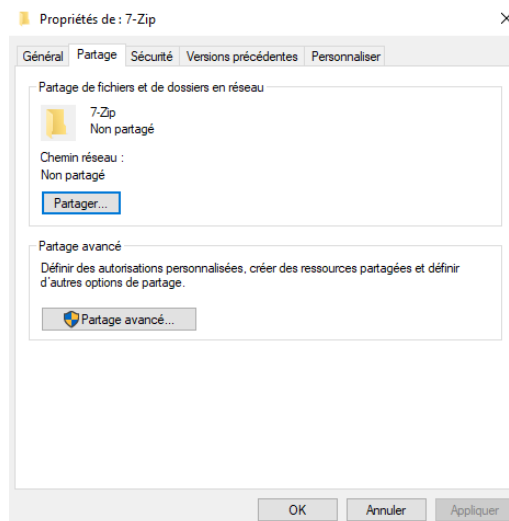 Propriétés de : 7-Zip
Général Partage Sécurité Versions précédentes Personnaliser
Partage de fichiers et de dossiers en réseau
7-Zip
Non partagé
Chemin réseau :
Non partagé
Partager...
Partage avancé
Définir des autorisations personnalisées, créer des ressources partagées et définir
d'autres options de partage.
Partage avancé...
OK Annuler Appliquer